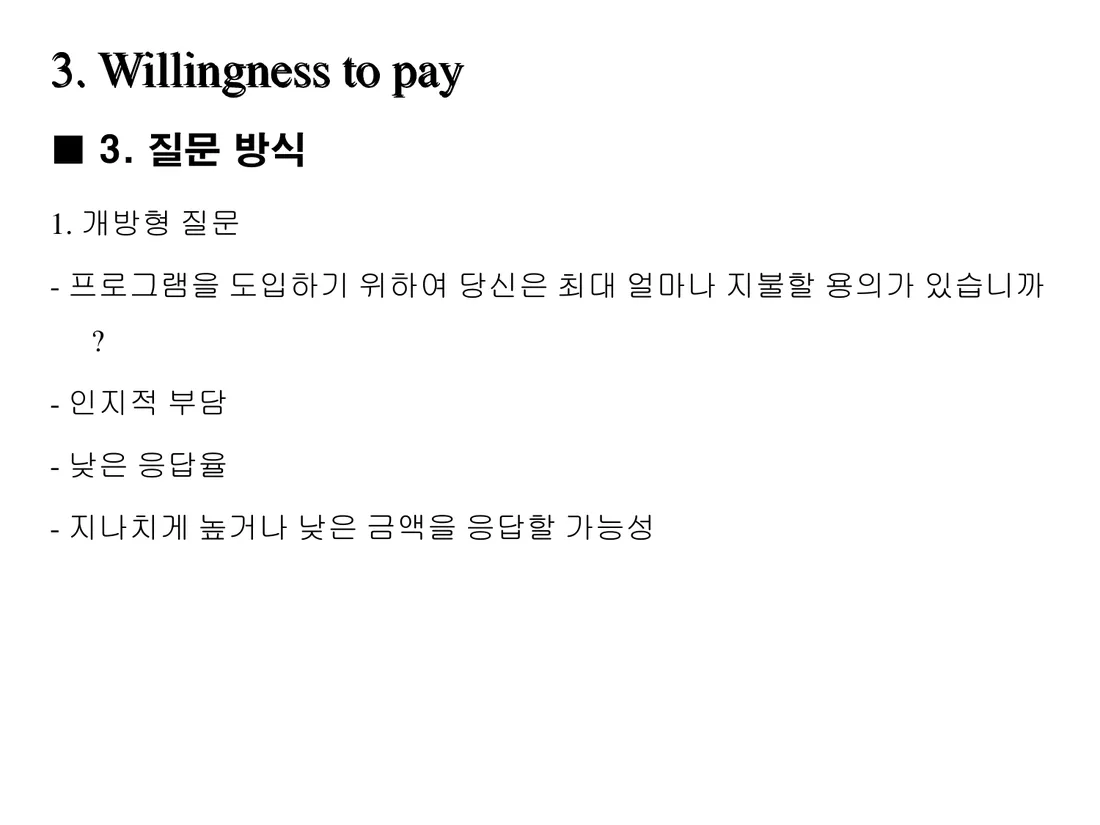 3. Willingness to pay
■ 3. 질문 방식
1. 개방형 질문
- 프로그램을 도입하기 위하여 당신은 최대 얼마나 지불할 용의가 있습니까
?
- 인지적 부담
- 낮은 응답율
- 지나치게 높거나 낮은 금액을 응답할 가능성